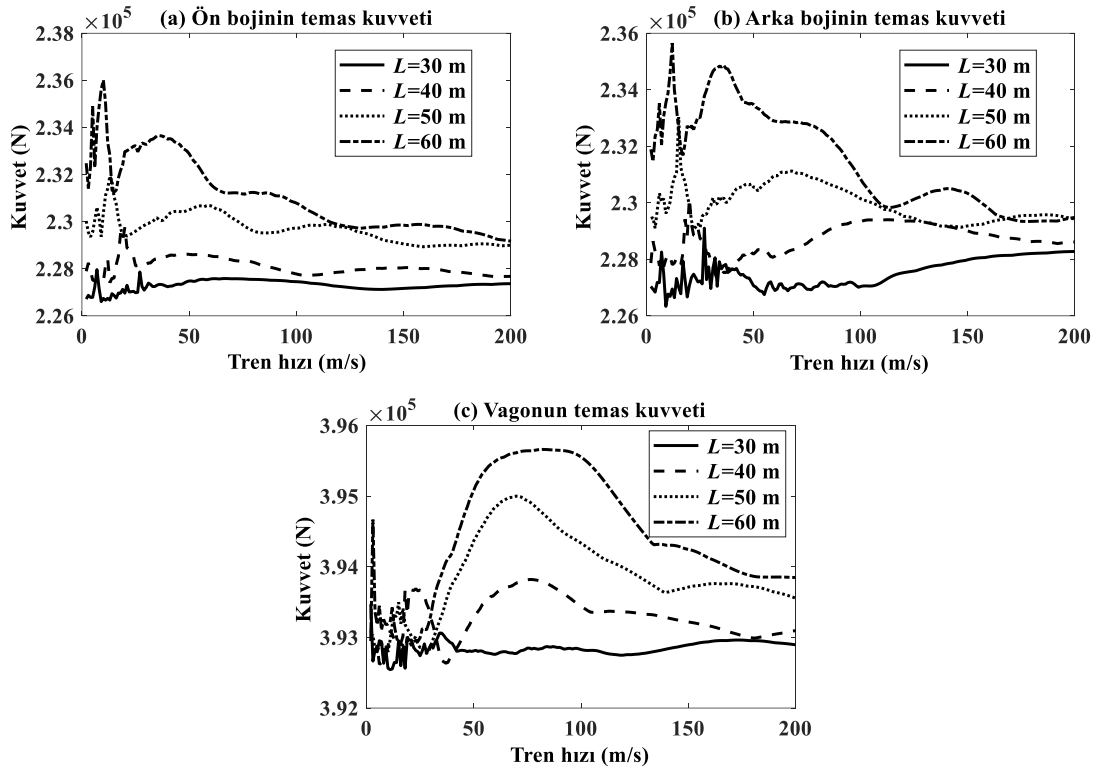 (a) Ön bojinin temas kuvveti
×10⁵
2.38
2.36
2.34
2.32
2.3
2.28
2.26
Kuvvet (N)
L=30 m
L=40 m
L=50 m
L=60 m
0 50 100 150 200
Tren hızı (m/s)
(b) Arka bojinin temas kuvveti
×10⁵
2.36
2.34
2.32
2.3
2.28
2.26
Kuvvet (N)
L=30 m
L=40 m
L=50 m
L=60 m
0 50 100 150 200
Tren hızı (m/s)
(c) Vagonun temas kuvveti
×10⁵
3.96
3.95
3.94
3.93
3.92
Kuvvet (N)
L=30 m
L=40 m
L=50 m
L=60 m
0 50 100 150 200
Tren hızı (m/s)